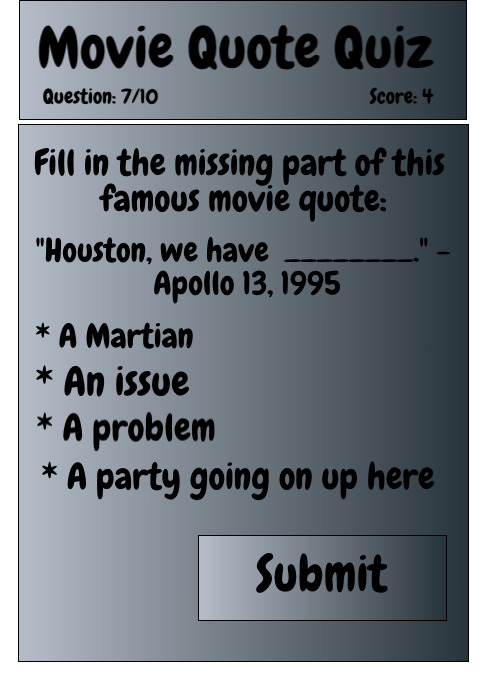 Movie Quote Quiz
Question: 7/10 Score: 4
Fill in the missing part of this
famous movie quote:
"Houston, we have ________." –
Apollo 13, 1995
* A Martian
* An issue
* A problem
* A party going on up here
Submit